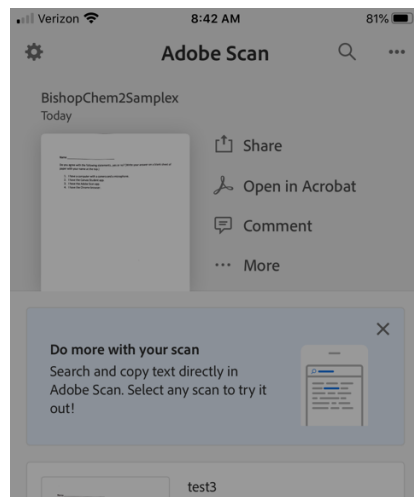 Verizon 8:42 AM 81%
Adobe Scan
BishopChem2Samplex
Today
Share
Open in Acrobat
Comment
... More
Do more with your scan
Search and copy text directly in
Adobe Scan. Select any scan to try it
out!
test3